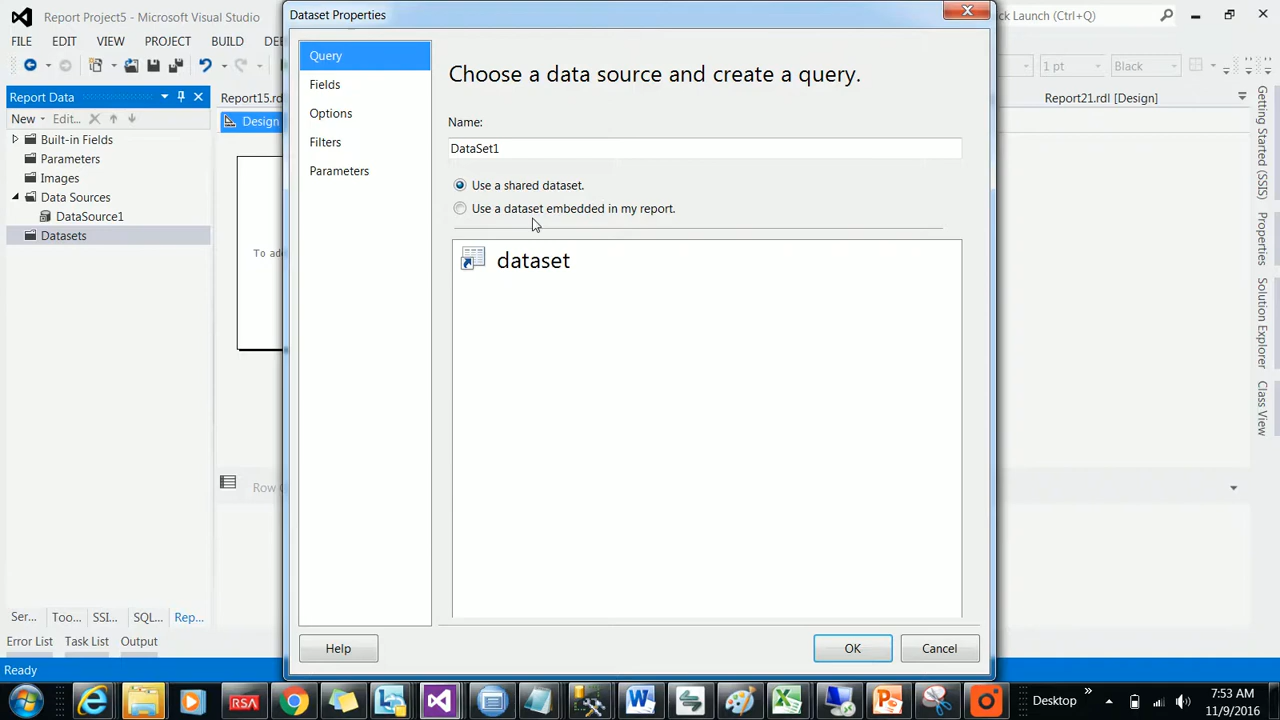 Report Project5 - Microsoft Visual Studio
Dataset Properties
Launch (Ctrl+Q)
FILE EDIT VIEW PROJECT BUILD
1 pt Black
Report Data
New Edit...
Built-in Fields
Parameters
Images
Data Sources
DataSource1
Datasets
Report15.rd
Design
To ad
Query
Fields
Options
Filters
Parameters
Choose a data source and create a query.
Name:
DataSet1
Use a shared dataset.
Use a dataset embedded in my report.
dataset
Report21.rdl [Design]
Getting Started (SSIS)
Properties
Solution Explorer
Class View
Row
Ser... Too... SSI... SQL... Rep...
Error List Task List Output
Help OK Cancel
Ready
RSA
Desktop
7:53 AM
11/9/2016